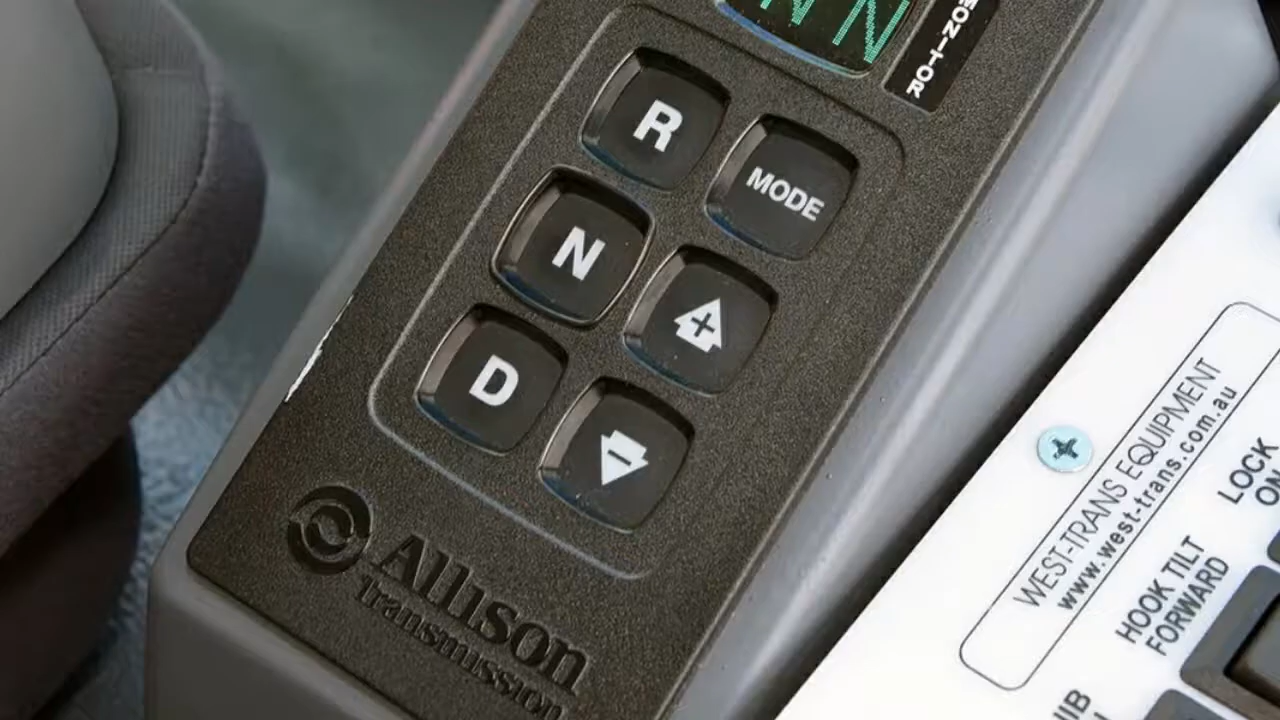 N N
MONITOR
R
MODE
N
+
D
-
Allison
Transmission
WEST-TRANS EQUIPMENT
www.west-trans.com.au
LOCK
ON
HOOK TILT
FORWARD